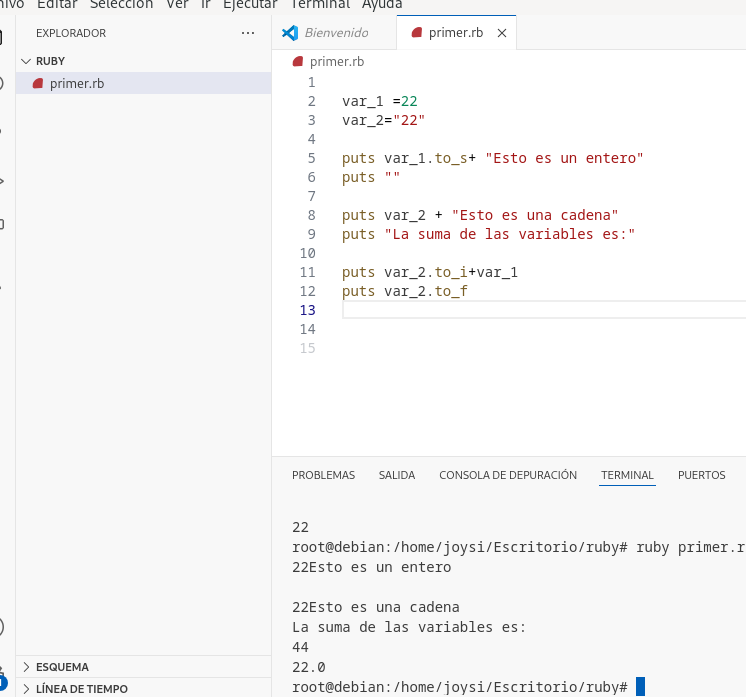 Editar Selección Ver Ir Ejecutar Terminal Ayuda
EXPLORADOR ···
RUBY
primer.rb
Bienvenido
primer.rb
primer.rb
1
2 var_1 =22
3 var_2="22"
4
5 puts var_1.to_s+ "Esto es un entero"
6 puts ""
7
8 puts var_2 + "Esto es una cadena"
9 puts "La suma de las variables es:"
10
11 puts var_2.to_i+var_1
12 puts var_2.to_f
13
14
15
PROBLEMAS SALIDA CONSOLA DE DEPURACIÓN TERMINAL PUERTOS
22
root@debian:/home/joysi/Escritorio/ruby# ruby primer.r
22Esto es un entero
22Esto es una cadena
La suma de las variables es:
44
22.0
root@debian:/home/joysi/Escritorio/ruby#
ESQUEMA
LÍNEA DE TIEMPO